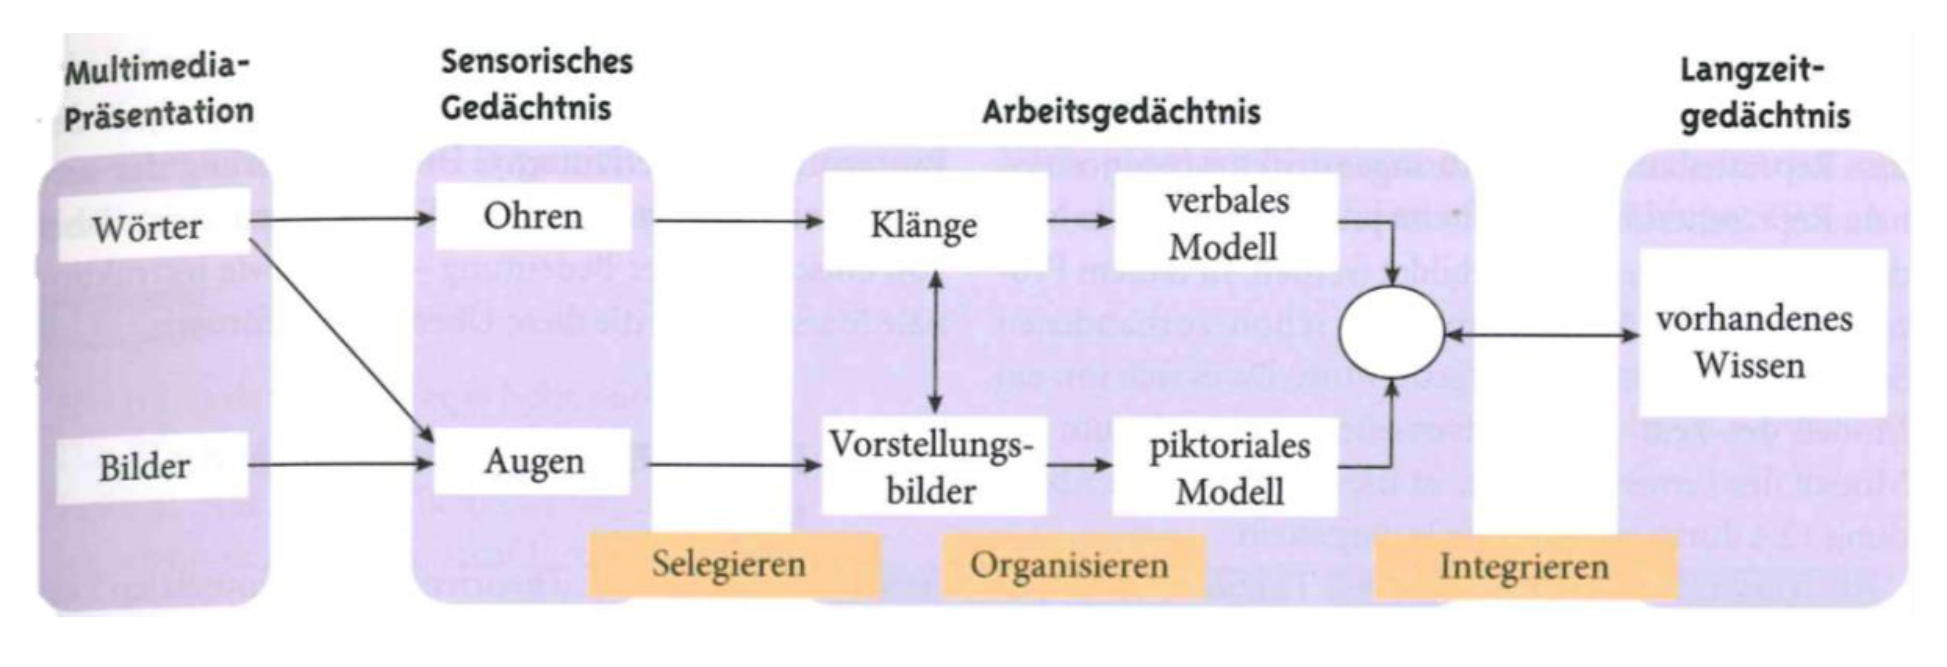 Multimedia-
Präsentation
Sensorisches
Gedächtnis
Arbeitsgedächtnis
Langzeit-
gedächtnis
Wörter
Ohren
Klänge
verbales
Modell
vorhandenes
Wissen
Bilder
Augen
Vorstellungs-
bilder
piktoriales
Modell
Selegieren
Organisieren
Integrieren